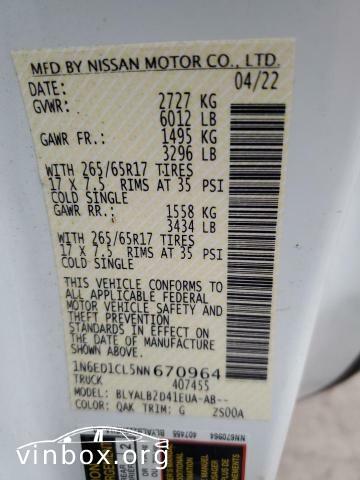 MFD BY NISSAN MOTOR CO., LTD.
DATE: 04/22
GVWR: 2727 KG
6012 LB
GAWR FR.: 1495 KG
3296 LB
WITH 265/65R17 TIRES
17 X 7.5 RIMS AT 35 PSI
COLD SINGLE
GAWR RR.: 1558 KG
3434 LB
WITH 265/65R17 TIRES
17 X 7.5 RIMS AT 35 PSI
COLD SINGLE
THIS VEHICLE CONFORMS TO
ALL APPLICABLE FEDERAL
MOTOR VEHICLE SAFETY AND
THEFT PREVENTION
STANDARDS IN EFFECT ON
THE DATE OF MANUFACTURE
SHOWN ABOVE.
1N6ED1CL5NN670964
TRUCK 407455
MODEL: BLYALBZD41EUA-AB--
COLOR: QAK TRIM: G 2S00A
407455
NN670964
vinbox.org